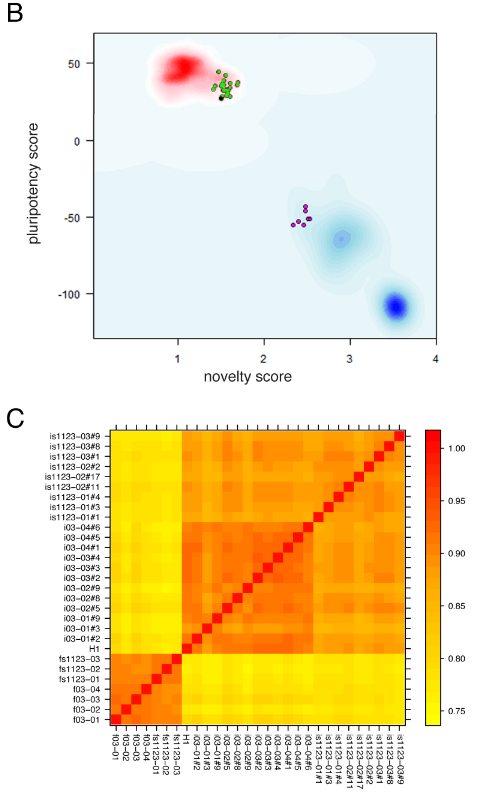 B
50
0
-50
-100
pluripotency score
1 2 3 4
novelty score
C
is1123-03#9
is1123-03#8
is1123-03#1
is1123-02#2
is1123-02#17
is1123-02#11
is1123-01#4
is1123-01#3
is1123-01#1
i03-04#6
i03-04#5
i03-04#1
i03-03#4
i03-03#3
i03-03#2
i03-02#9
i03-02#8
i03-02#5
i03-01#9
i03-01#3
i03-01#2
H1
fs1123-03
fs1123-02
fs1123-01
f03-04
f03-03
f03-02
f03-01
f03-01
f03-02
f03-03
f03-04
fs1123-01
fs1123-02
fs1123-03
H1
i03-01#2
i03-01#3
i03-01#9
i03-02#5
i03-02#8
i03-02#9
i03-03#2
i03-03#3
i03-03#4
i03-04#1
i03-04#5
i03-04#6
is1123-01#1
is1123-01#3
is1123-01#4
is1123-02#11
is1123-02#17
is1123-02#2
is1123-03#1
is1123-03#8
is1123-03#9
1.00
0.95
0.90
0.85
0.80
0.75